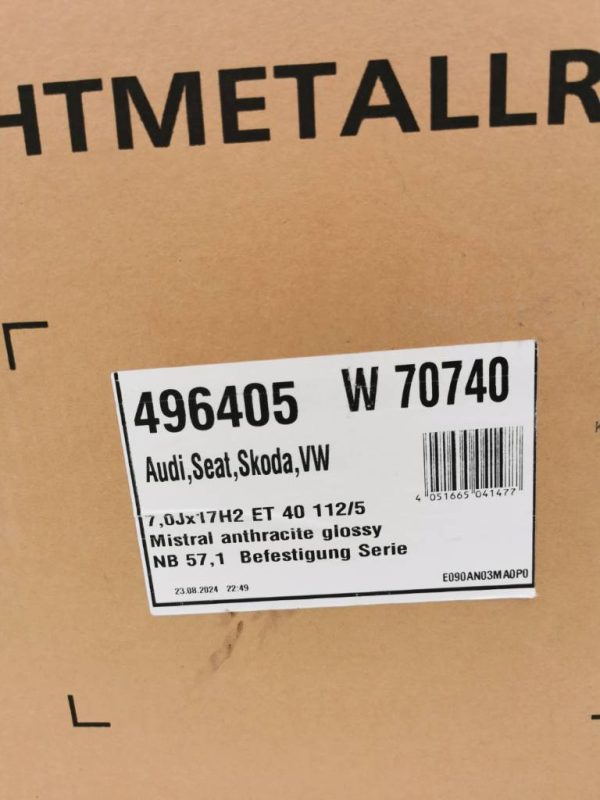 HTMETALLR
496405 W 70740
Audi,Seat,Skoda,VW
4 051665 041477
7,0Jx17H2 ET 40 112/5
Mistral anthracite glossy
NB 57,1 Befestigung Serie
23.08.2024 22:49
E090AN03MA0P0